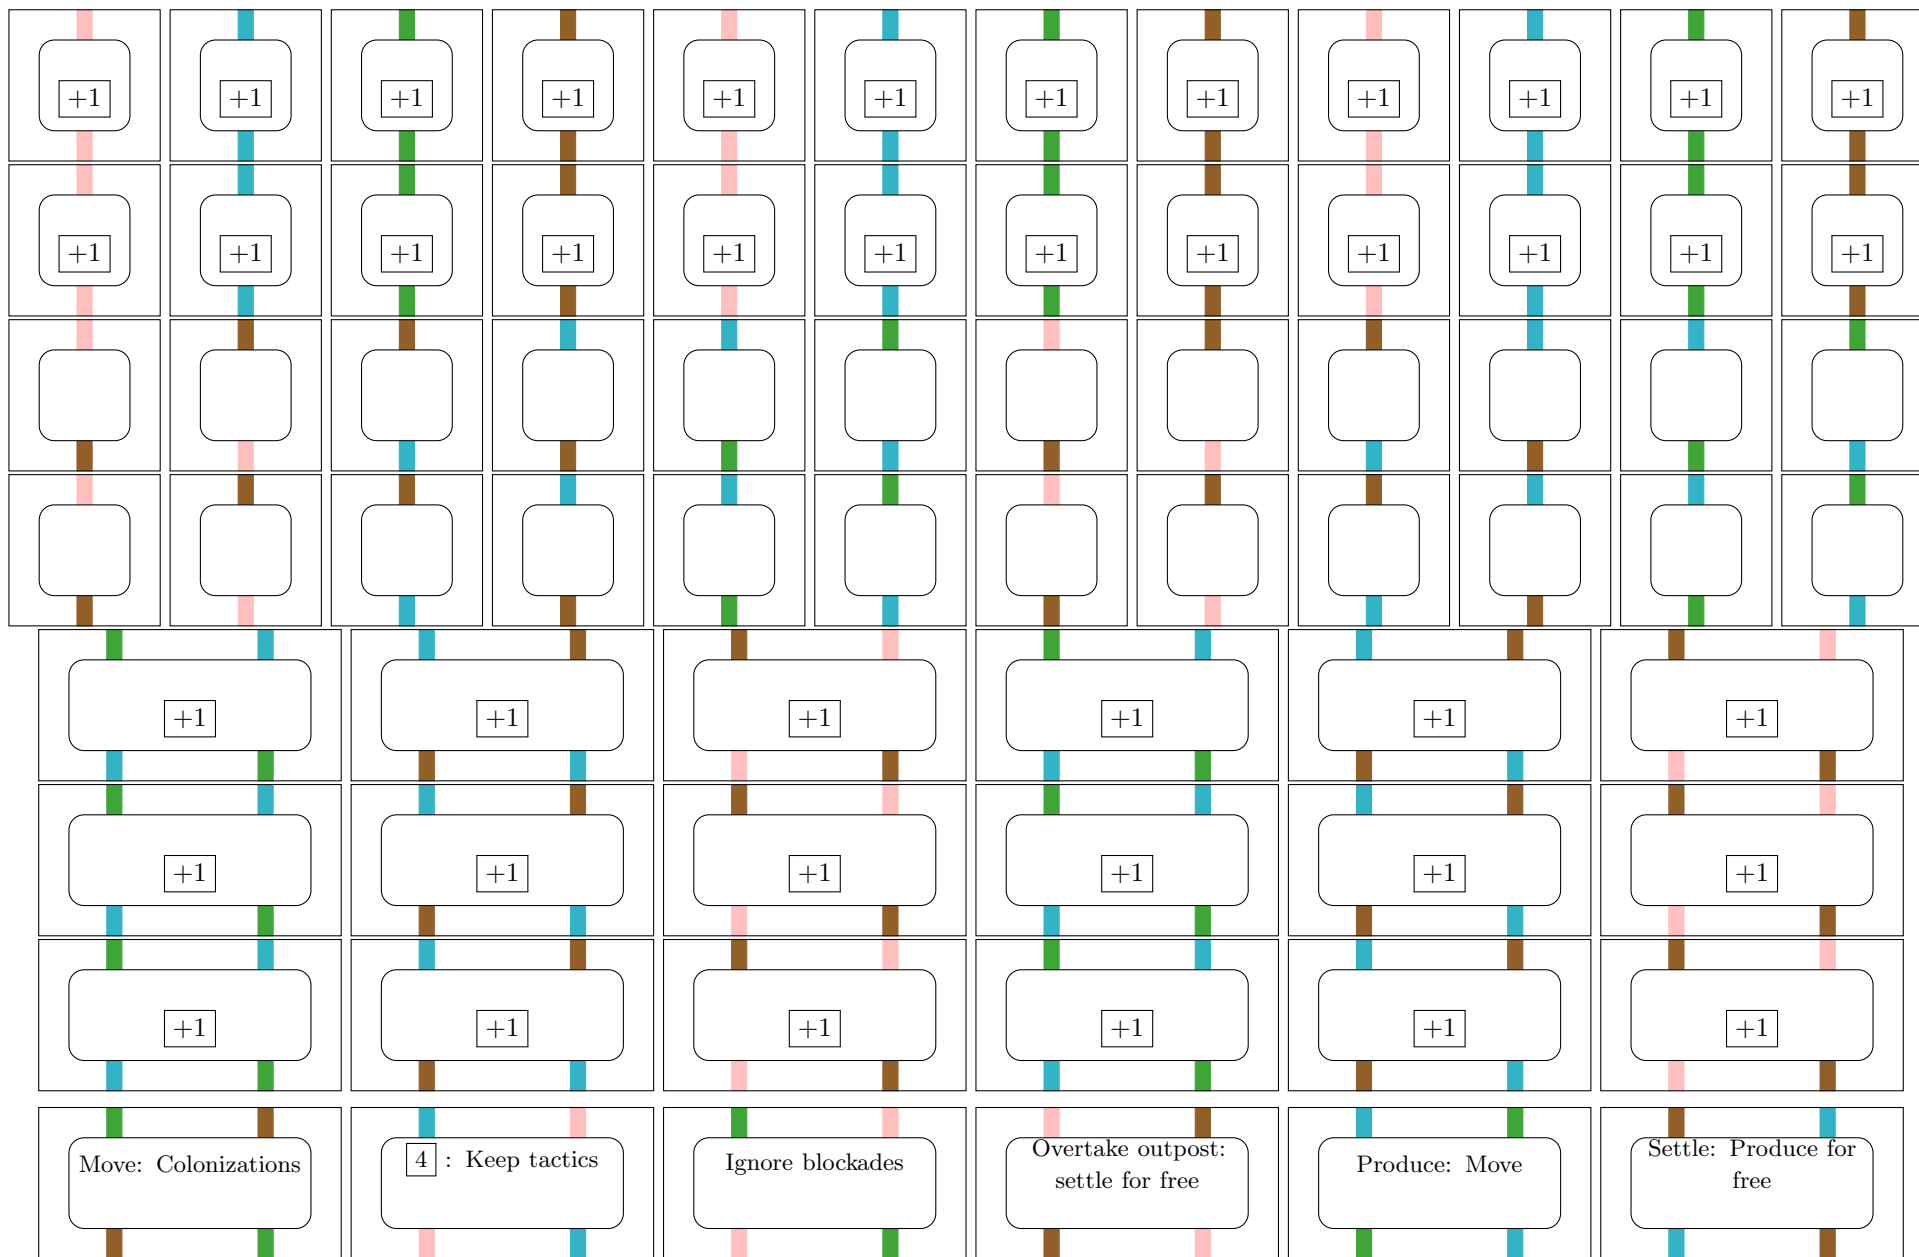 +1 +1 +1 +1 +1 +1 +1 +1 +1 +1 +1 +1
+1 +1 +1 +1 +1 +1 +1 +1 +1 +1 +1 +1
+1 +1 +1 +1 +1 +1
+1 +1 +1 +1 +1 +1
+1 +1 +1 +1 +1 +1
Move: Colonizations
4 : Keep tactics
Ignore blockades
Overtake outpost:
settle for free
Produce: Move
Settle: Produce for
free